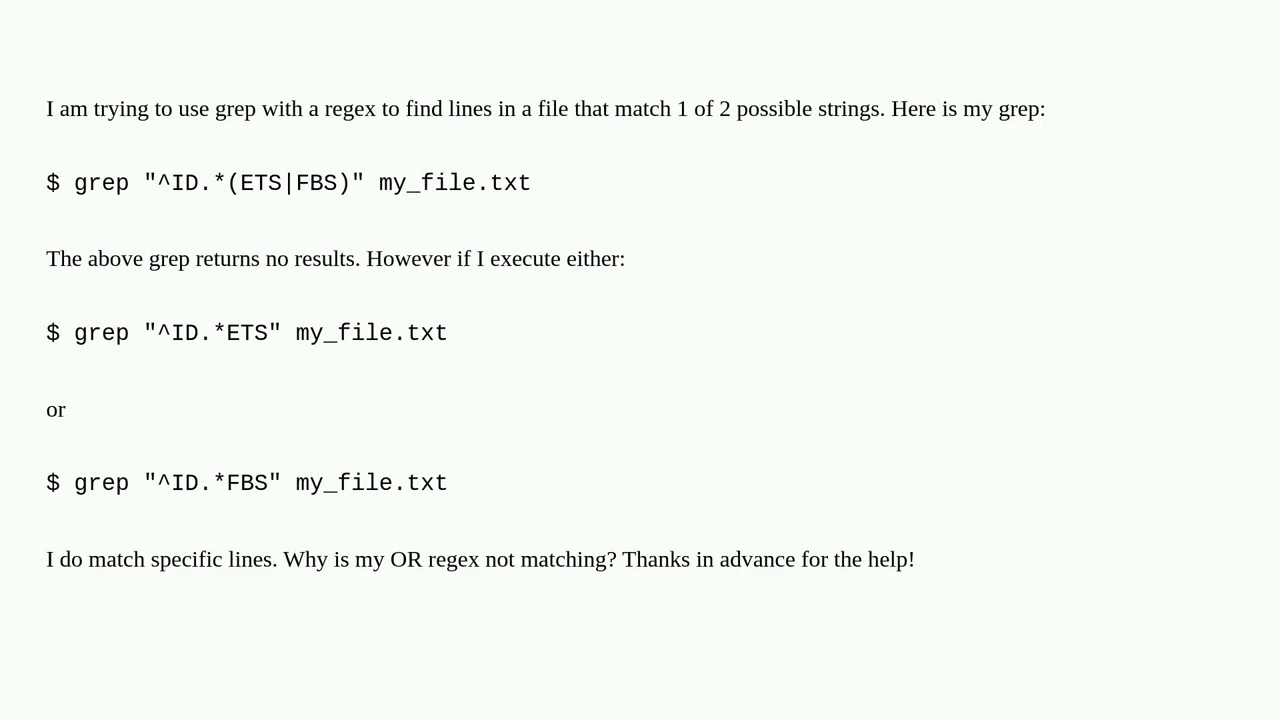 I am trying to use grep with a regex to find lines in a file that match 1 of 2 possible strings. Here is my grep:
$ grep "^ID.*(ETS|FBS)" my_file.txt
The above grep returns no results. However if I execute either:
$ grep "^ID.*ETS" my_file.txt
or
$ grep "^ID.*FBS" my_file.txt
I do match specific lines. Why is my OR regex not matching? Thanks in advance for the help!